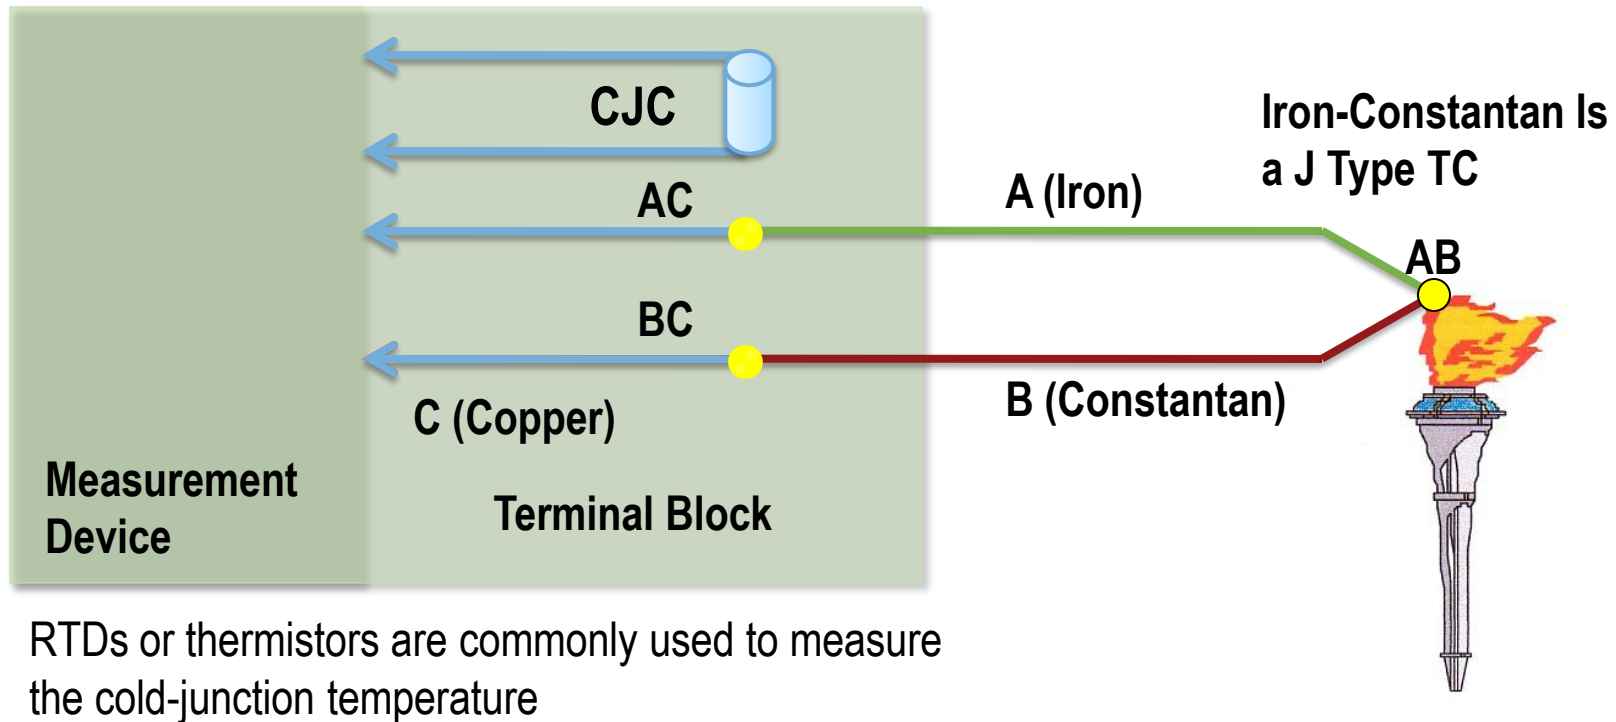 CJC
Iron-Constantan Is
a J Type TC
AC
A (Iron)
AB
BC
B (Constantan)
C (Copper)
Measurement
Device
Terminal Block
RTDs or thermistors are commonly used to measure
the cold-junction temperature